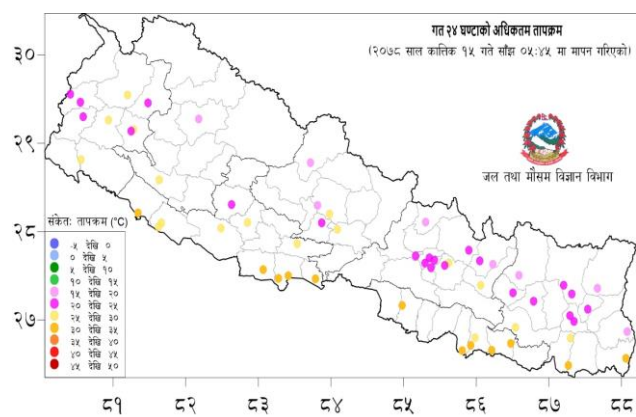 गत २४ घण्टाको अधिकतम तापक्रम
(२०७८ साल कात्तिक १५ गते साँझ ०५:४५ मा मापन गरिएको)
जल तथा मौसम विज्ञान विभाग
३०
२९
२८
२७
संकेतः तापक्रम (°C)
-५ देखि ०
० देखि ५
५ देखि १०
१० देखि १५
१५ देखि २०
२० देखि २५
२५ देखि ३०
३० देखि ३५
३५ देखि ४०
४० देखि ४५
४५ देखि ५०
८१ ८२ ८३ ८४ ८५ ८६ ८७ ८८